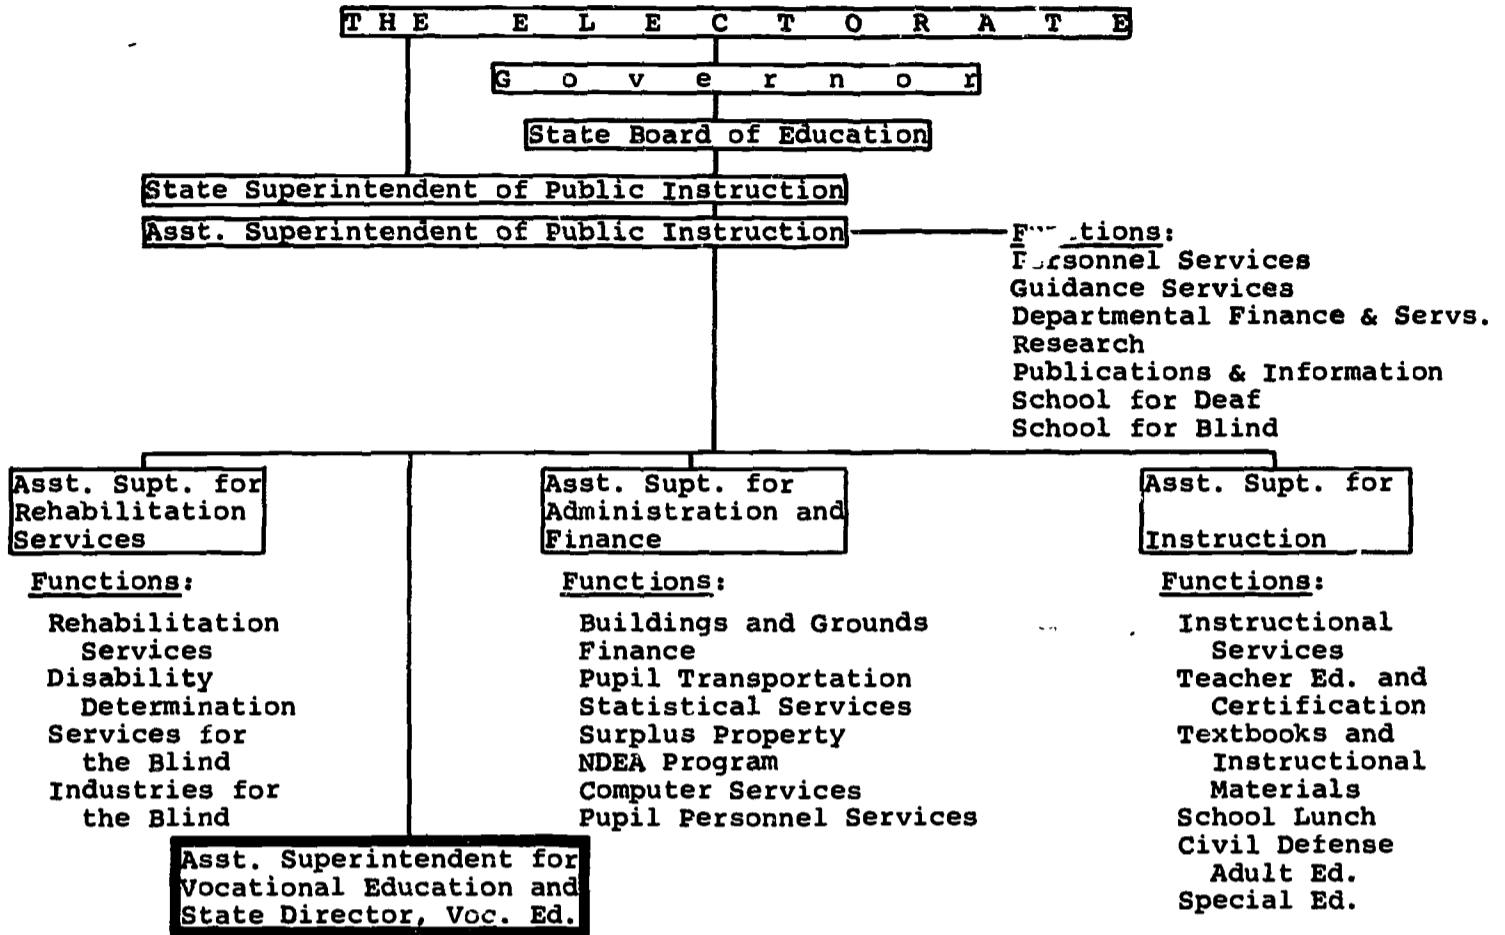 THE ELECTORATE
Governor
State Board of Education
State Superintendent of Public Instruction
Asst. Superintendent of Public Instruction
Personnel Services
Guidance Services
Departmental Finance & Servs.
Research
Publications & Information
School for Deaf
School for Blind
Asst. Supt. for
Rehabilitation
Services
Functions:
Rehabilitation
Services
Disability
Determination
Services for
the Blind
Industries for
the Blind
Asst. Superintendent for
Vocational Education and
State Director, Voc. Ed.
Asst. Supt. for
Administration and
Finance
Functions:
Buildings and Grounds
Finance
Pupil Transportation
Statistical Services
Surplus Property
NDEA Program
Computer Services
Pupil Personnel Services
Asst. Supt. for
Instruction
Functions:
Instructional
Services
Teacher Ed. and
Certification
Textbooks and
Instructional
Materials
School Lunch
Civil Defense
Adult Ed.
Special Ed.